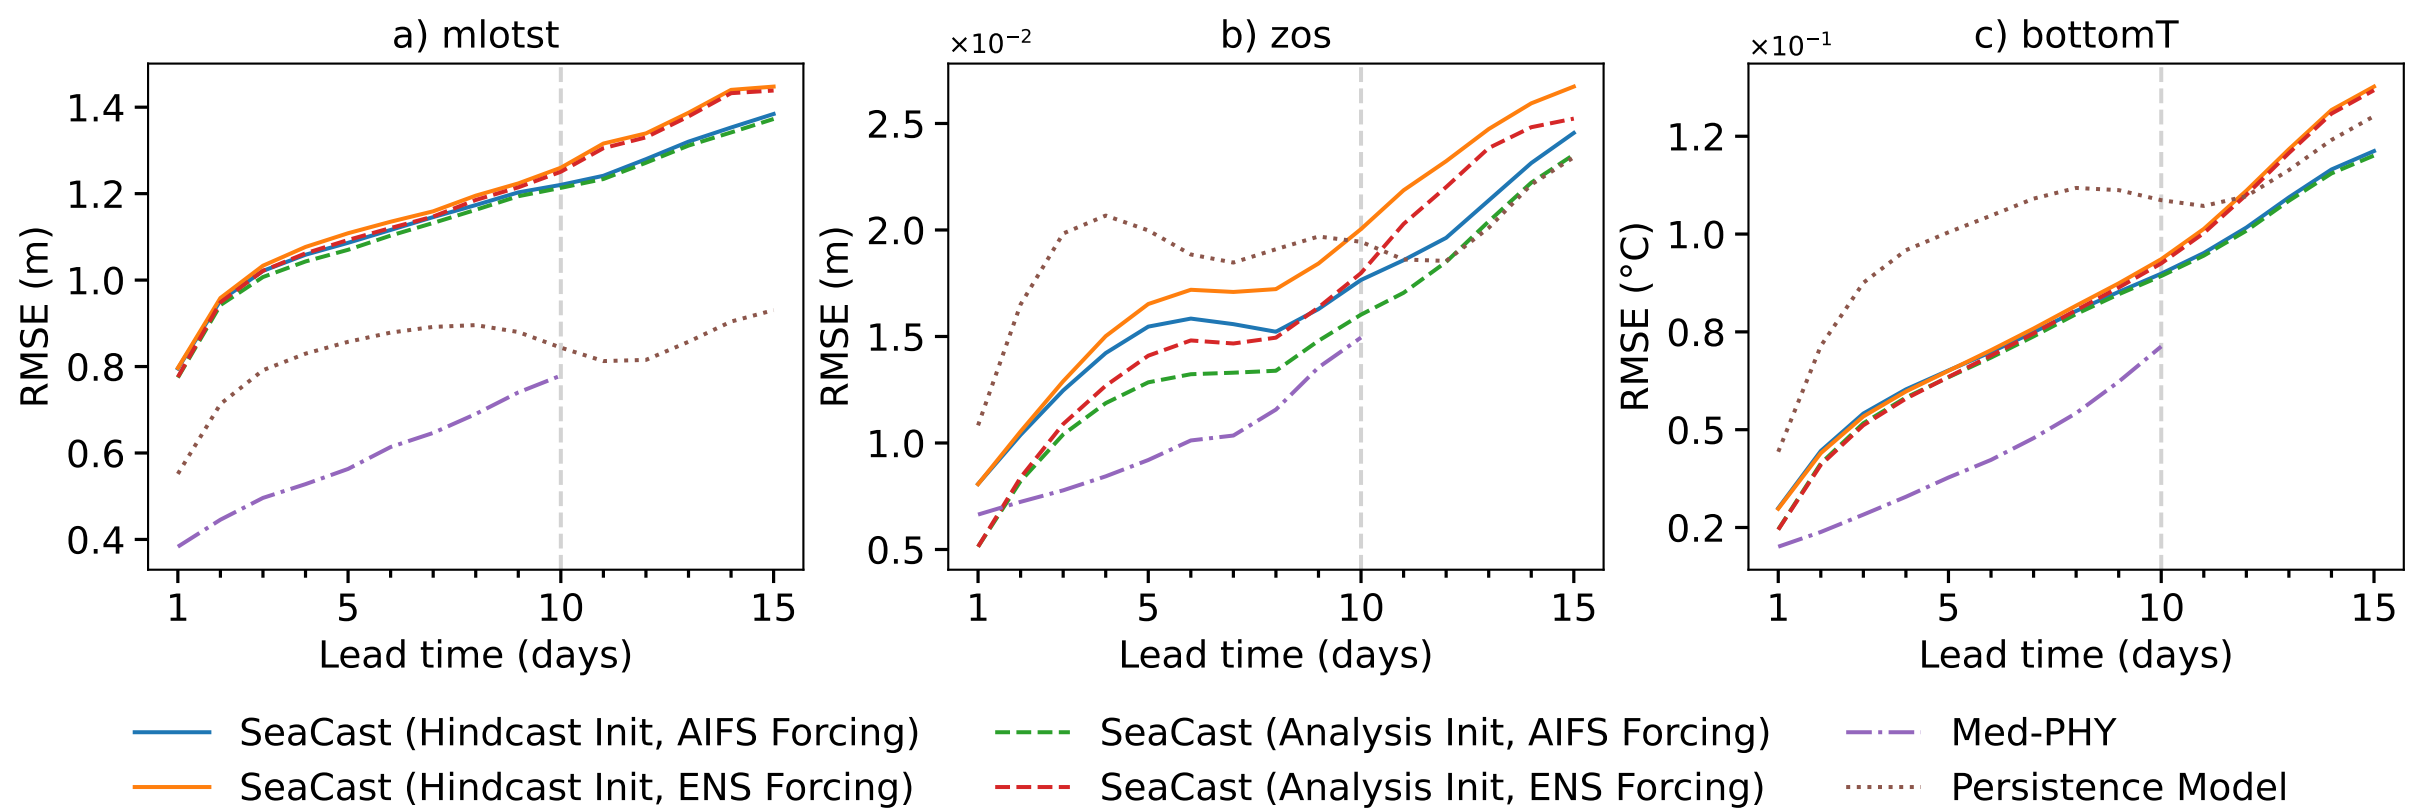 a) mlotst
RMSE (m)
1.4
1.2
1.0
0.8
0.6
0.4
1 5 10 15
Lead time (days)
b) zos
×10⁻²
RMSE (m)
2.5
2.0
1.5
1.0
0.5
1 5 10 15
Lead time (days)
c) bottomT
×10⁻¹
RMSE (°C)
1.2
1.0
0.8
0.5
0.2
1 5 10 15
Lead time (days)
SeaCast (Hindcast Init, AIFS Forcing)
SeaCast (Hindcast Init, ENS Forcing)
SeaCast (Analysis Init, AIFS Forcing)
SeaCast (Analysis Init, ENS Forcing)
Med-PHY
Persistence Model